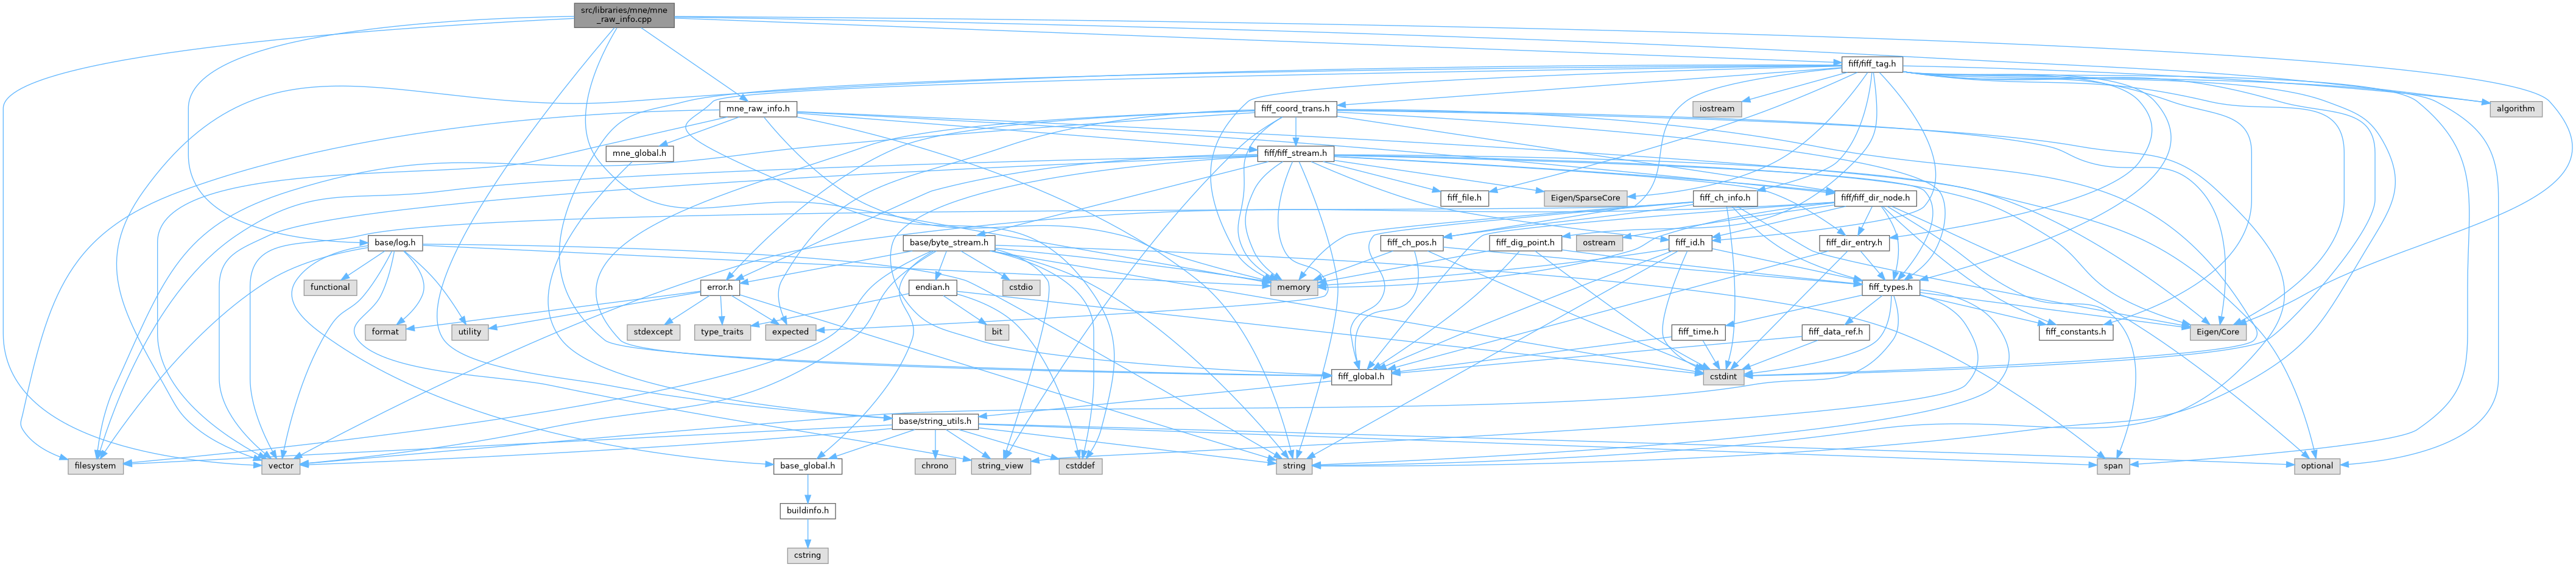 src/libraries/mne/mne
_raw_info.cpp
fiff/fiff_tag.h
mne_raw_info.h
fiff_coord_trans.h
iostream
algorithm
mne_global.h
fiff/fiff_stream.h
fiff_file.h
Eigen/SparseCore
fiff_ch_info.h
fiff/fiff_dir_node.h
base/log.h
base/byte_stream.h
fiff_ch_pos.h
fiff_dig_point.h
ostream
fiff_id.h
fiff_dir_entry.h
functional
error.h
endian.h
cstdio
memory
fiff_types.h
format
utility
stdexcept
type_traits
expected
bit
fiff_time.h
fiff_data_ref.h
fiff_constants.h
Eigen/Core
fiff_global.h
cstdint
base/string_utils.h
filesystem
vector
base_global.h
chrono
string_view
cstddef
string
span
optional
buildinfo.h
cstring